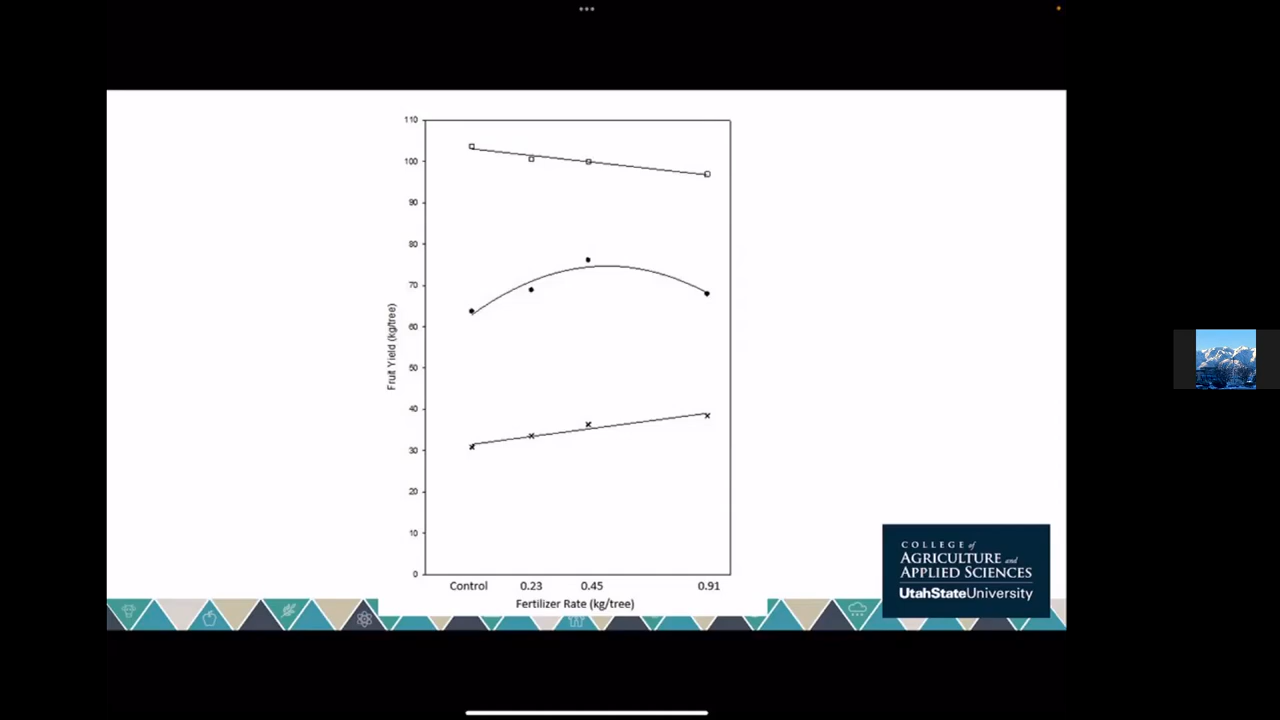 110
100
90
80
70
60
50
40
30
20
10
0
Fruit Yield (kg/tree)
Control 0.23 0.45 0.91
Fertilizer Rate (kg/tree)
COLLEGE of
AGRICULTURE and
APPLIED SCIENCES
UtahStateUniversity